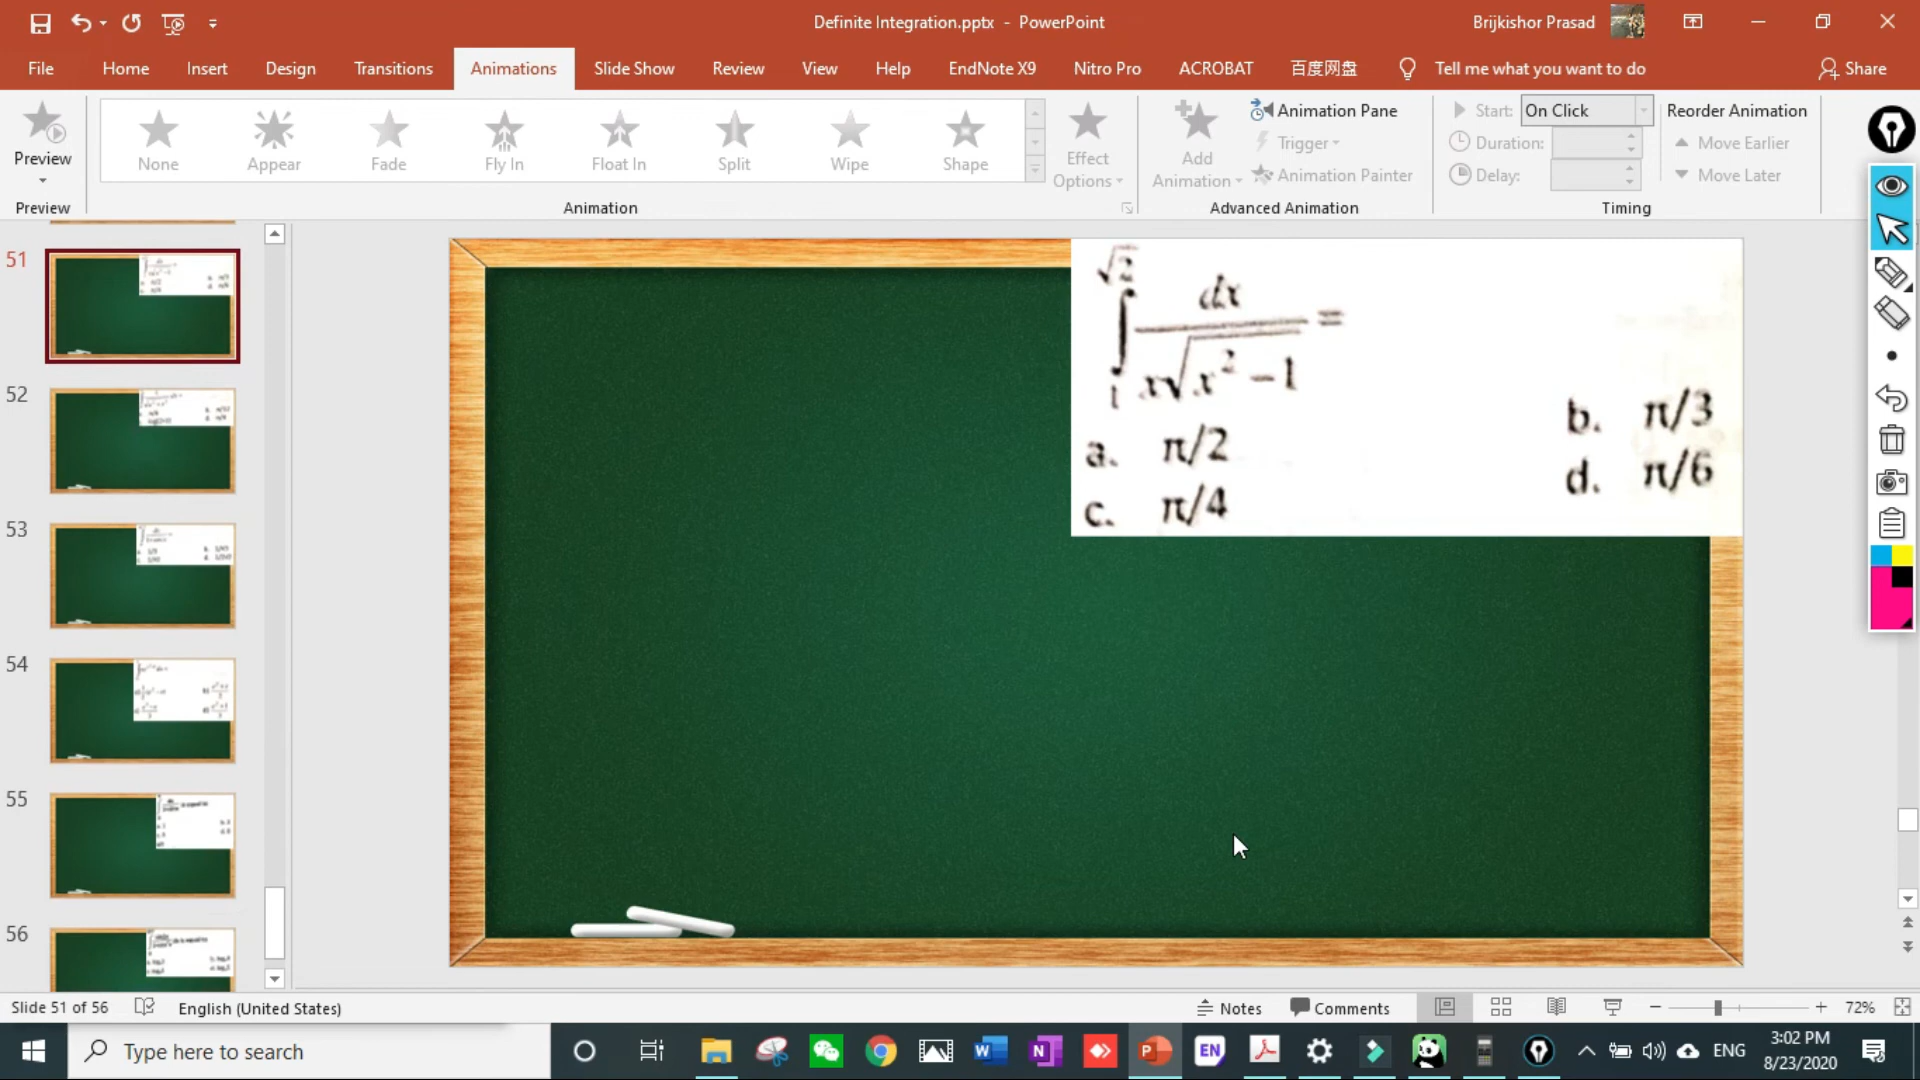 Definite Integration.pptx - PowerPoint
Brijkishor Prasad
File Home Insert Design Transitions Animations Slide Show Review View Help EndNote X9 Nitro Pro ACROBAT 百度网盘 Tell me what you want to do Share
Preview
None Appear Fade Fly In Float In Split Wipe Shape
Effect Options
Add Animation
Animation Pane
Trigger
Animation Painter
Start: On Click
Duration:
Delay:
Reorder Animation
Move Earlier
Move Later
Preview Animation Advanced Animation Timing
51
52
53
54
55
56
∫₁^√2 dx / x√x² − 1 =
a. π/2 b. π/3
c. π/4 d. π/6
Slide 51 of 56 English (United States) Notes Comments 72%
Type here to search
EN
ENG
3:02 PM
8/23/2020